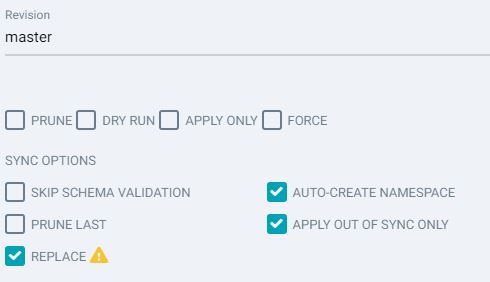 Revision
master
PRUNE DRY RUN APPLY ONLY FORCE
SYNC OPTIONS
SKIP SCHEMA VALIDATION AUTO-CREATE NAMESPACE
PRUNE LAST APPLY OUT OF SYNC ONLY
REPLACE